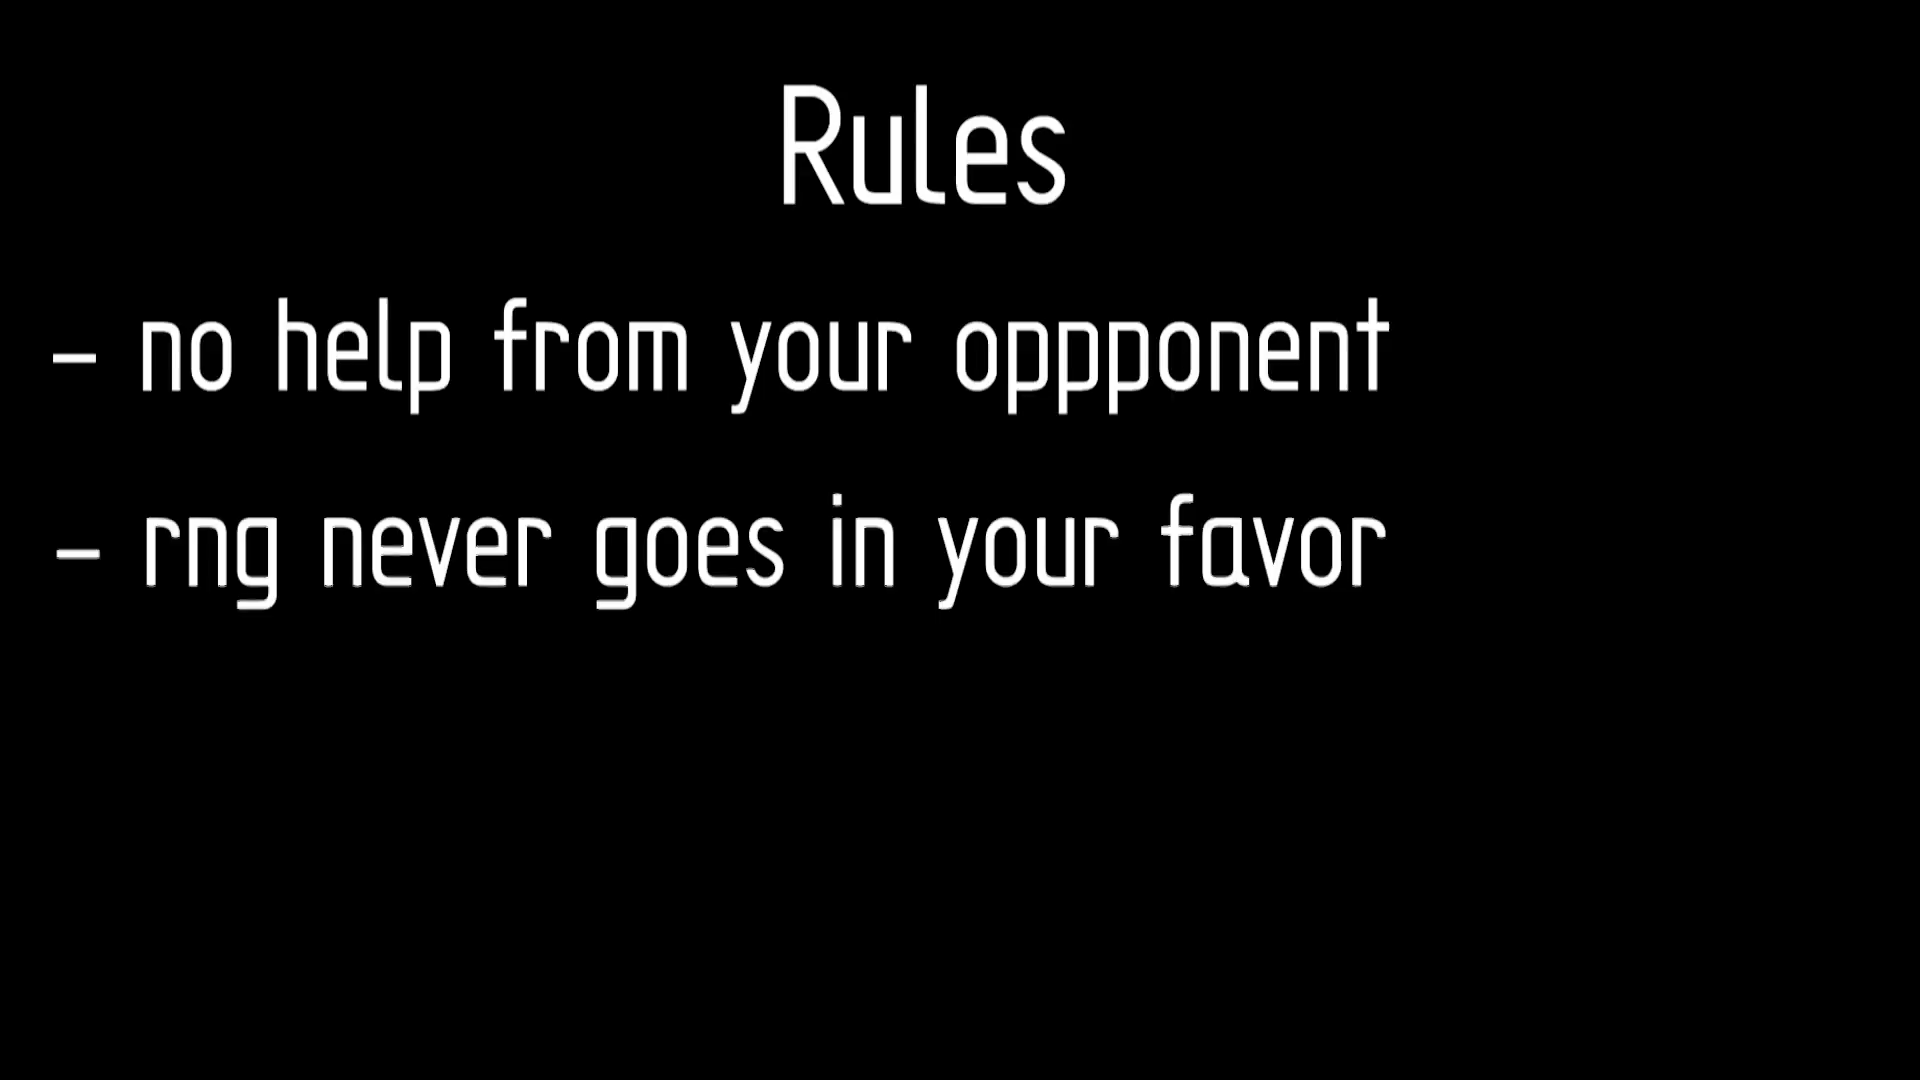 Rules
- no help from your oppponent
- rng never goes in your favor